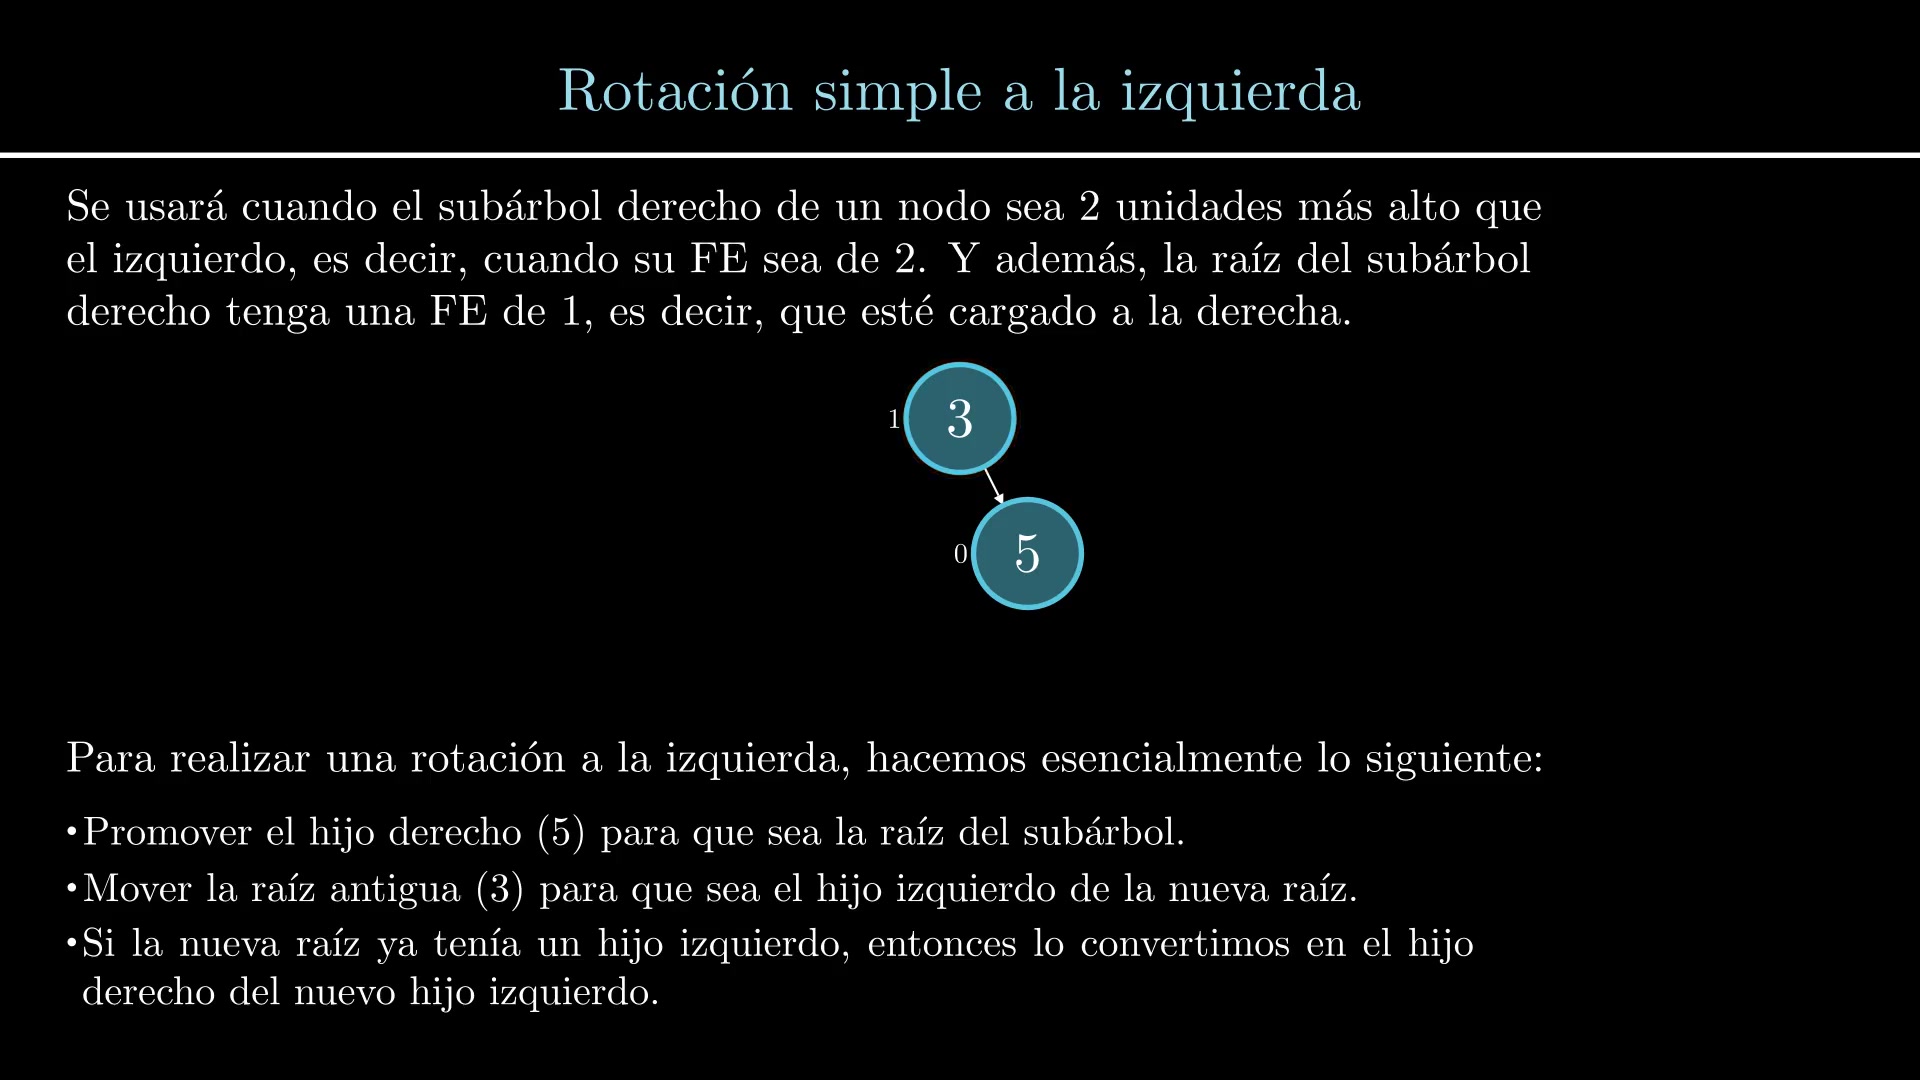 Rotación simple a la izquierda
Se usará cuando el subárbol derecho de un nodo sea 2 unidades más alto que
el izquierdo, es decir, cuando su FE sea de 2. Y además, la raíz del subárbol
derecho tenga una FE de 1, es decir, que esté cargado a la derecha.
1 3
0 5
Para realizar una rotación a la izquierda, hacemos esencialmente lo siguiente:
•Promover el hijo derecho (5) para que sea la raíz del subárbol.
•Mover la raíz antigua (3) para que sea el hijo izquierdo de la nueva raíz.
•Si la nueva raíz ya tenía un hijo izquierdo, entonces lo convertimos en el hijo
derecho del nuevo hijo izquierdo.